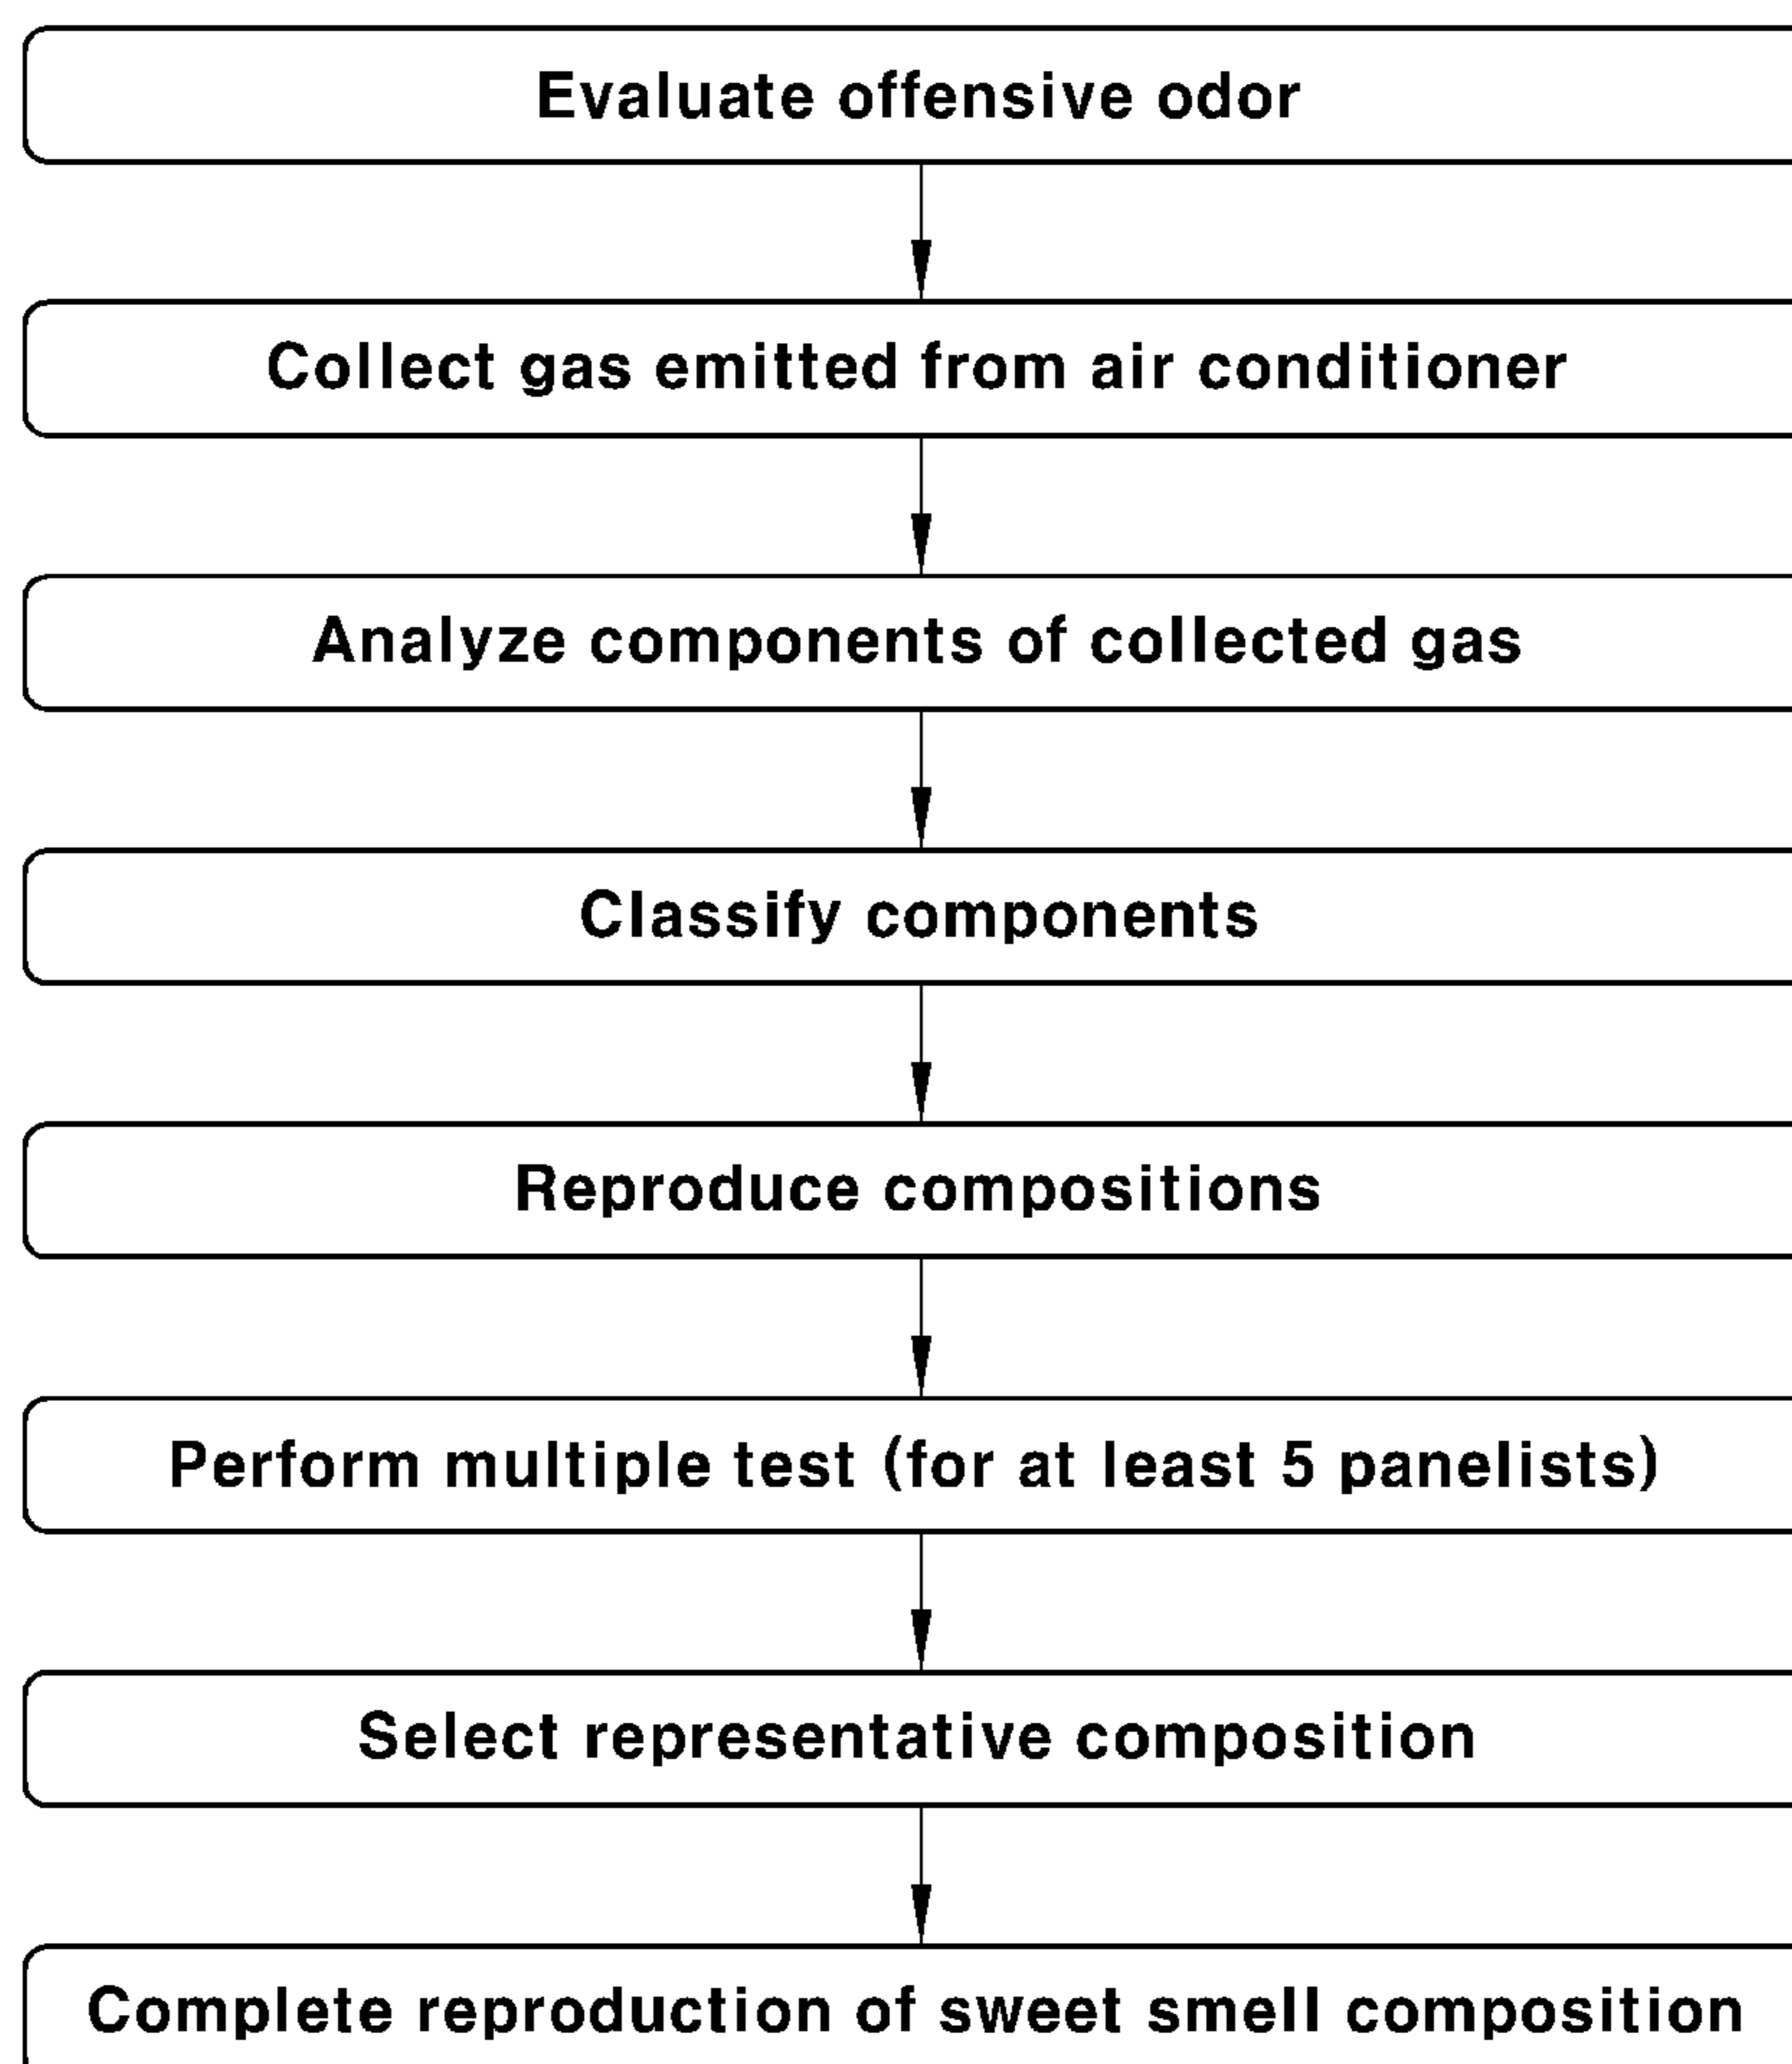 Evaluate offensive odor
Collect gas emitted from air conditioner
Analyze components of collected gas
Classify components
Reproduce compositions
Perform multiple test (for at least 5 panelists)
Select representative composition
Complete reproduction of sweet smell composition